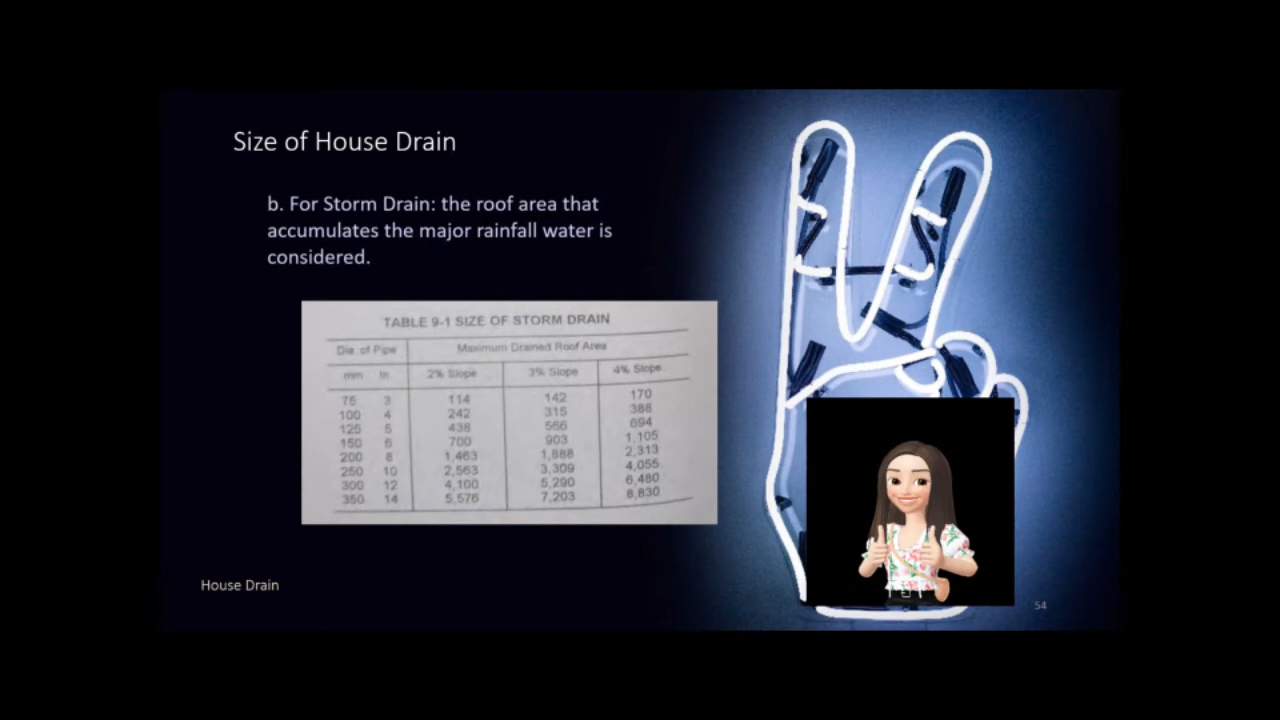 Size of House Drain
b. For Storm Drain: the roof area that
accumulates the major rainfall water is
considered.
TABLE 9-1 SIZE OF STORM DRAIN
Dia of Pipe Maximum Drained Roof Area
mm In 2% Slope 3% Slope 4% Slope
75 3 114 142 170
100 4 242 315 388
125 5 438 566 694
150 6 700 903 1,105
200 8 1,463 1,888 2,313
250 10 2,563 3,309 4,055
300 12 4,100 5,290 6,480
350 14 5,576 7,203 8,830
House Drain
54